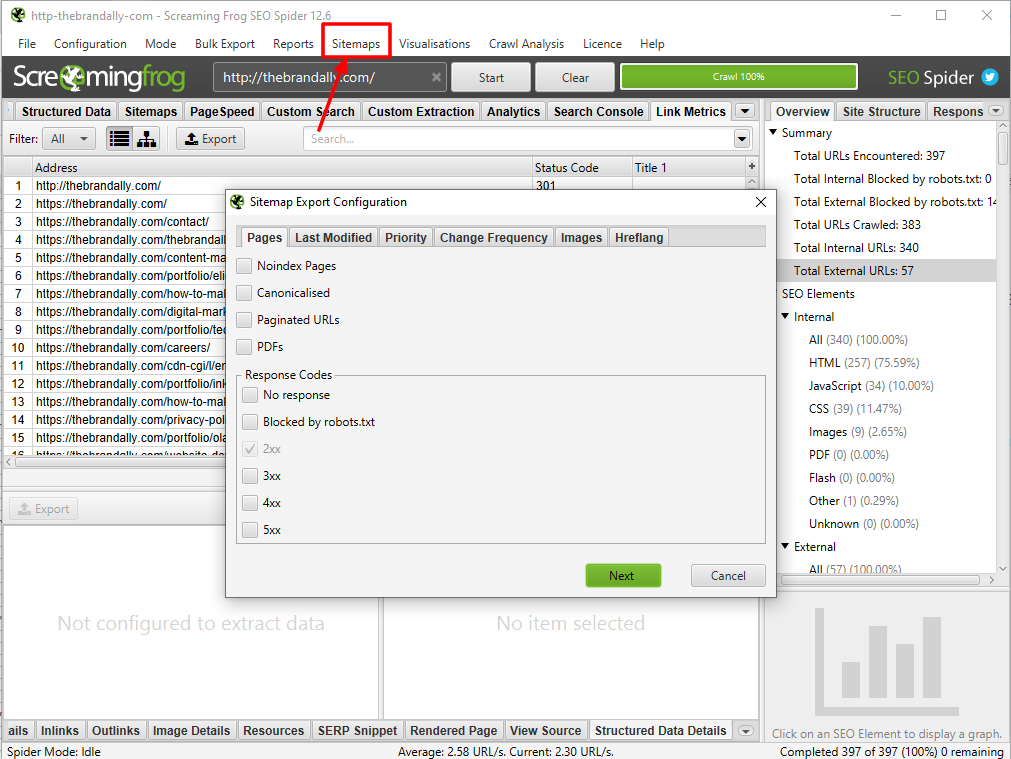 http-thebrandally-com - Screaming Frog SEO Spider 12.6
File Configuration Mode Bulk Export Reports Sitemaps Visualisations Crawl Analysis Licence Help
Screamingfrog http://thebrandally.com/ Start Clear Crawl 100% SEO Spider
Structured Data Sitemaps PageSpeed Custom Search Custom Extraction Analytics Search Console Link Metrics
Filter: All Export Search...
Address Status Code Title 1
1 http://thebrandally.com/ 301
2 https://thebrandally.com/
3 https://thebrandally.com/contact/
4 https://thebrandally.com/thebrandall
5 https://thebrandally.com/content-ma
6 https://thebrandally.com/portfolio/eli
7 https://thebrandally.com/how-to-mal
8 https://thebrandally.com/digital-mark
9 https://thebrandally.com/portfolio/tec
10 https://thebrandally.com/careers/
11 https://thebrandally.com/cdn-cgi/l/en
12 https://thebrandally.com/portfolio/ink
13 https://thebrandally.com/how-to-mal
14 https://thebrandally.com/privacy-pol
15 https://thebrandally.com/portfolio/ola
16 https://thebrandally.com/website-de
Sitemap Export Configuration
Pages Last Modified Priority Change Frequency Images Hreflang
Noindex Pages
Canonicalised
Paginated URLs
PDFs
Response Codes
No response
Blocked by robots.txt
2xx
3xx
4xx
5xx
Next Cancel
Export
Not configured to extract data
No item selected
ails Inlinks Outlinks Image Details Resources SERP Snippet Rendered Page View Source Structured Data Details
Overview Site Structure Respons
Summary
Total URLs Encountered: 397
Total Internal Blocked by robots.txt: 0
Total External Blocked by robots.txt: 14
Total URLs Crawled: 383
Total Internal URLs: 340
Total External URLs: 57
SEO Elements
Internal
All (340) (100.00%)
HTML (257) (75.59%)
JavaScript (34) (10.00%)
CSS (39) (11.47%)
Images (9) (2.65%)
PDF (0) (0.00%)
Flash (0) (0.00%)
Other (1) (0.29%)
Unknown (0) (0.00%)
External
All (57) (100.00%)
Click on an SEO Element to display a graph.
Spider Mode: Idle Average: 2.58 URL/s. Current: 2.30 URL/s. Completed 397 of 397 (100%) 0 remaining